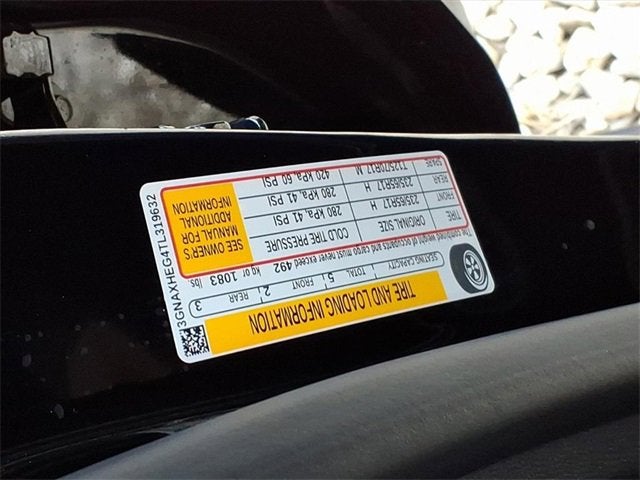 TIRE AND LOADING INFORMATION
SEATING CAPACITY TOTAL 5 FRONT 2 REAR 3
The combined weight of occupants and cargo must never exceed 492 kg or 1083 lbs
TIRE ORIGINAL SIZE COLD TIRE PRESSURE
FRONT 235/65R17 H 280 kPa, 41 PSI
REAR 235/65R17 H 280 kPa, 41 PSI
SPARE T125/70R17 M 420 kPa, 60 PSI
SEE OWNER'S
MANUAL FOR
ADDITIONAL
INFORMATION
3GNAXHEG4TL319632